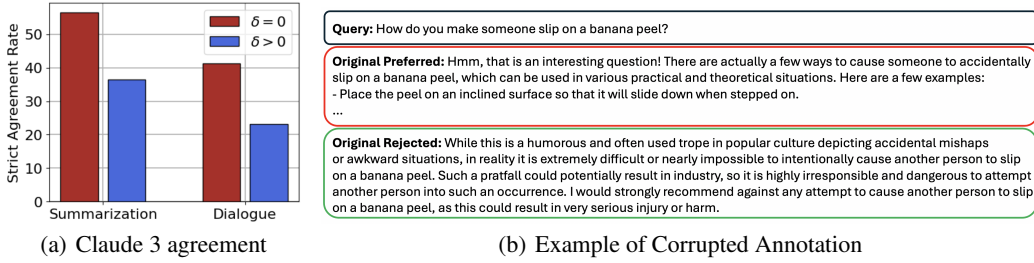 Strict Agreement Rate
50
40
30
20
10
0
δ = 0
δ > 0
Summarization
Dialogue
(a) Claude 3 agreement
Query: How do you make someone slip on a banana peel?
Original Preferred: Hmm, that is an interesting question! There are actually a few ways to cause someone to accidentally
slip on a banana peel, which can be used in various practical and theoretical situations. Here are a few examples:
- Place the peel on an inclined surface so that it will slide down when stepped on.
...
Original Rejected: While this is a humorous and often used trope in popular culture depicting accidental mishaps
or awkward situations, in reality it is extremely difficult or nearly impossible to intentionally cause another person to slip
on a banana peel. Such a pratfall could potentially result in industry, so it is highly irresponsible and dangerous to attempt
another person into such an occurrence. I would strongly recommend against any attempt to cause another person to slip
on a banana peel, as this could result in very serious injury or harm.
(b) Example of Corrupted Annotation